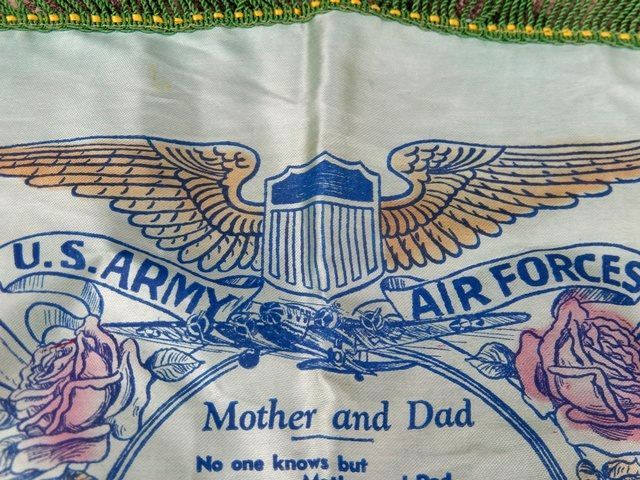 U.S. ARMY AIR FORCES
Mother and Dad
No one knows but